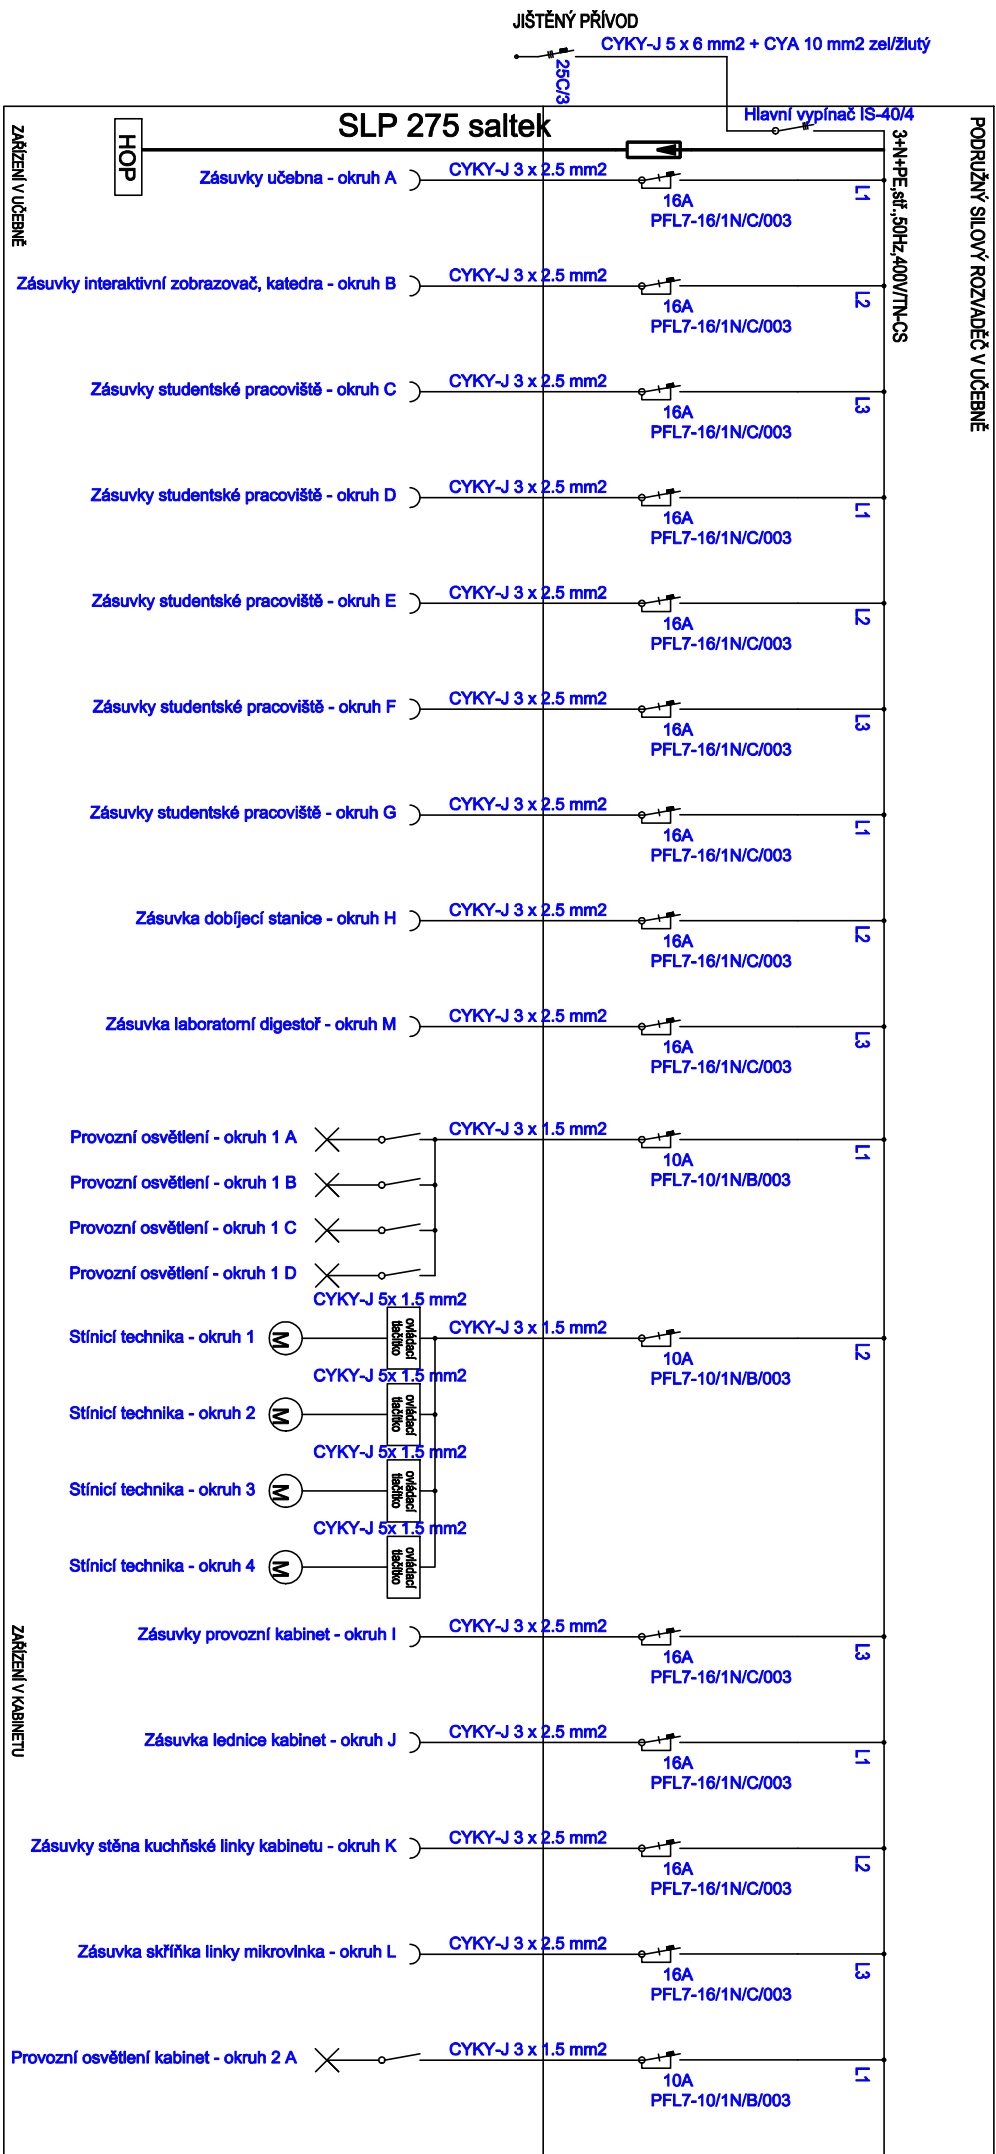 JIŠTĚNÝ PŘÍVOD
CYKY-J 5 x 6 mm2 + CYA 10 mm2 zel/žlutý
25C/3
Hlavní vypínač IS-40/4
PODRUŽNÝ SILOVÝ ROZVADĚČ V UČEBNĚ
3+N+PE,stř.,50Hz,400V/TN-CS
ZAŘÍZENÍ V UČEBNĚ
HOP
SLP 275 saltek
Zásuvky učebna - okruh A
CYKY-J 3 x 2.5 mm2
16A
PFL7-16/1N/C/003
L1
Zásuvky interaktivní zobrazovač, katedra - okruh B
CYKY-J 3 x 2.5 mm2
16A
PFL7-16/1N/C/003
L2
Zásuvky studentské pracoviště - okruh C
CYKY-J 3 x 2.5 mm2
16A
PFL7-16/1N/C/003
L3
Zásuvky studentské pracoviště - okruh D
CYKY-J 3 x 2.5 mm2
16A
PFL7-16/1N/C/003
L1
Zásuvky studentské pracoviště - okruh E
CYKY-J 3 x 2.5 mm2
16A
PFL7-16/1N/C/003
L2
Zásuvky studentské pracoviště - okruh F
CYKY-J 3 x 2.5 mm2
16A
PFL7-16/1N/C/003
L3
Zásuvky studentské pracoviště - okruh G
CYKY-J 3 x 2.5 mm2
16A
PFL7-16/1N/C/003
L1
Zásuvka dobíjecí stanice - okruh H
CYKY-J 3 x 2.5 mm2
16A
PFL7-16/1N/C/003
L2
Zásuvka laboratorní digestoř - okruh M
CYKY-J 3 x 2.5 mm2
16A
PFL7-16/1N/C/003
L3
Provozní osvětlení - okruh 1 A
CYKY-J 3 x 1.5 mm2
10A
PFL7-10/1N/B/003
L1
Provozní osvětlení - okruh 1 B
Provozní osvětlení - okruh 1 C
Provozní osvětlení - okruh 1 D
CYKY-J 5x 1.5 mm2
Stínicí technika - okruh 1
M
ovládací
tlačítko
CYKY-J 3 x 1.5 mm2
10A
PFL7-10/1N/B/003
L2
CYKY-J 5x 1.5 mm2
Stínicí technika - okruh 2
M
ovládací
tlačítko
CYKY-J 5x 1.5 mm2
Stínicí technika - okruh 3
M
ovládací
tlačítko
CYKY-J 5x 1.5 mm2
Stínicí technika - okruh 4
M
ovládací
tlačítko
ZAŘÍZENÍ V KABINETU
Zásuvky provozní kabinet - okruh I
CYKY-J 3 x 2.5 mm2
16A
PFL7-16/1N/C/003
L3
Zásuvka lednice kabinet - okruh J
CYKY-J 3 x 2.5 mm2
16A
PFL7-16/1N/C/003
L1
Zásuvky stěna kuchňské linky kabinetu - okruh K
CYKY-J 3 x 2.5 mm2
16A
PFL7-16/1N/C/003
L2
Zásuvka skříňka linky mikrovlnka - okruh L
CYKY-J 3 x 2.5 mm2
16A
PFL7-16/1N/C/003
L3
Provozní osvětlení kabinet - okruh 2 A
CYKY-J 3 x 1.5 mm2
10A
PFL7-10/1N/B/003
L1